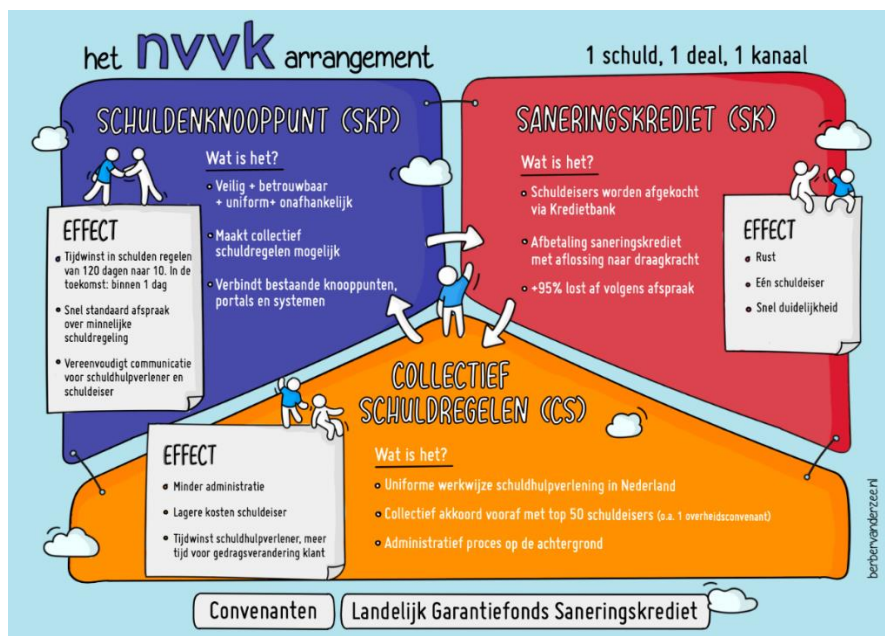 het nvvk arrangement
1 schuld, 1 deal, 1 kanaal
SCHULDENKNOOPPUNT (SKP)
Wat is het?
Veilig + betrouwbaar
+ uniform+ onafhankelijk
Maakt collectief
schuldregelen mogelijk
Verbindt bestaande knooppunten,
portals en systemen
EFFECT
Tijdwinst in schulden regelen
van 120 dagen naar 10. In de
toekomst: binnen 1 dag
Snel standaard afspraak
over minnelijke
schuldregeling
Vereenvoudigt communicatie
voor schuldhulpverlener en
schuldeiser
SANERINGSKREDIET (SK)
Wat is het?
Schuldeisers worden afgekocht
via Kredietbank
Afbetaling saneringskrediet
met aflossing naar draagkracht
+95% lost af volgens afspraak
EFFECT
Rust
Eén schuldeiser
Snel duidelijkheid
COLLECTIEF
SCHULDREGELEN (CS)
EFFECT
Minder administratie
Lagere kosten schuldeiser
Tijdwinst schuldhulpverlener, meer
tijd voor gedragsverandering klant
Wat is het?
Uniforme werkwijze schuldhulpverlening in Nederland
Collectief akkoord vooraf met top 50 schuldeisers (o.a. 1 overheidsconvenant)
Administratief proces op de achtergrond
berbervanderzee.nl
Convenanten
Landelijk Garantiefonds Saneringskrediet